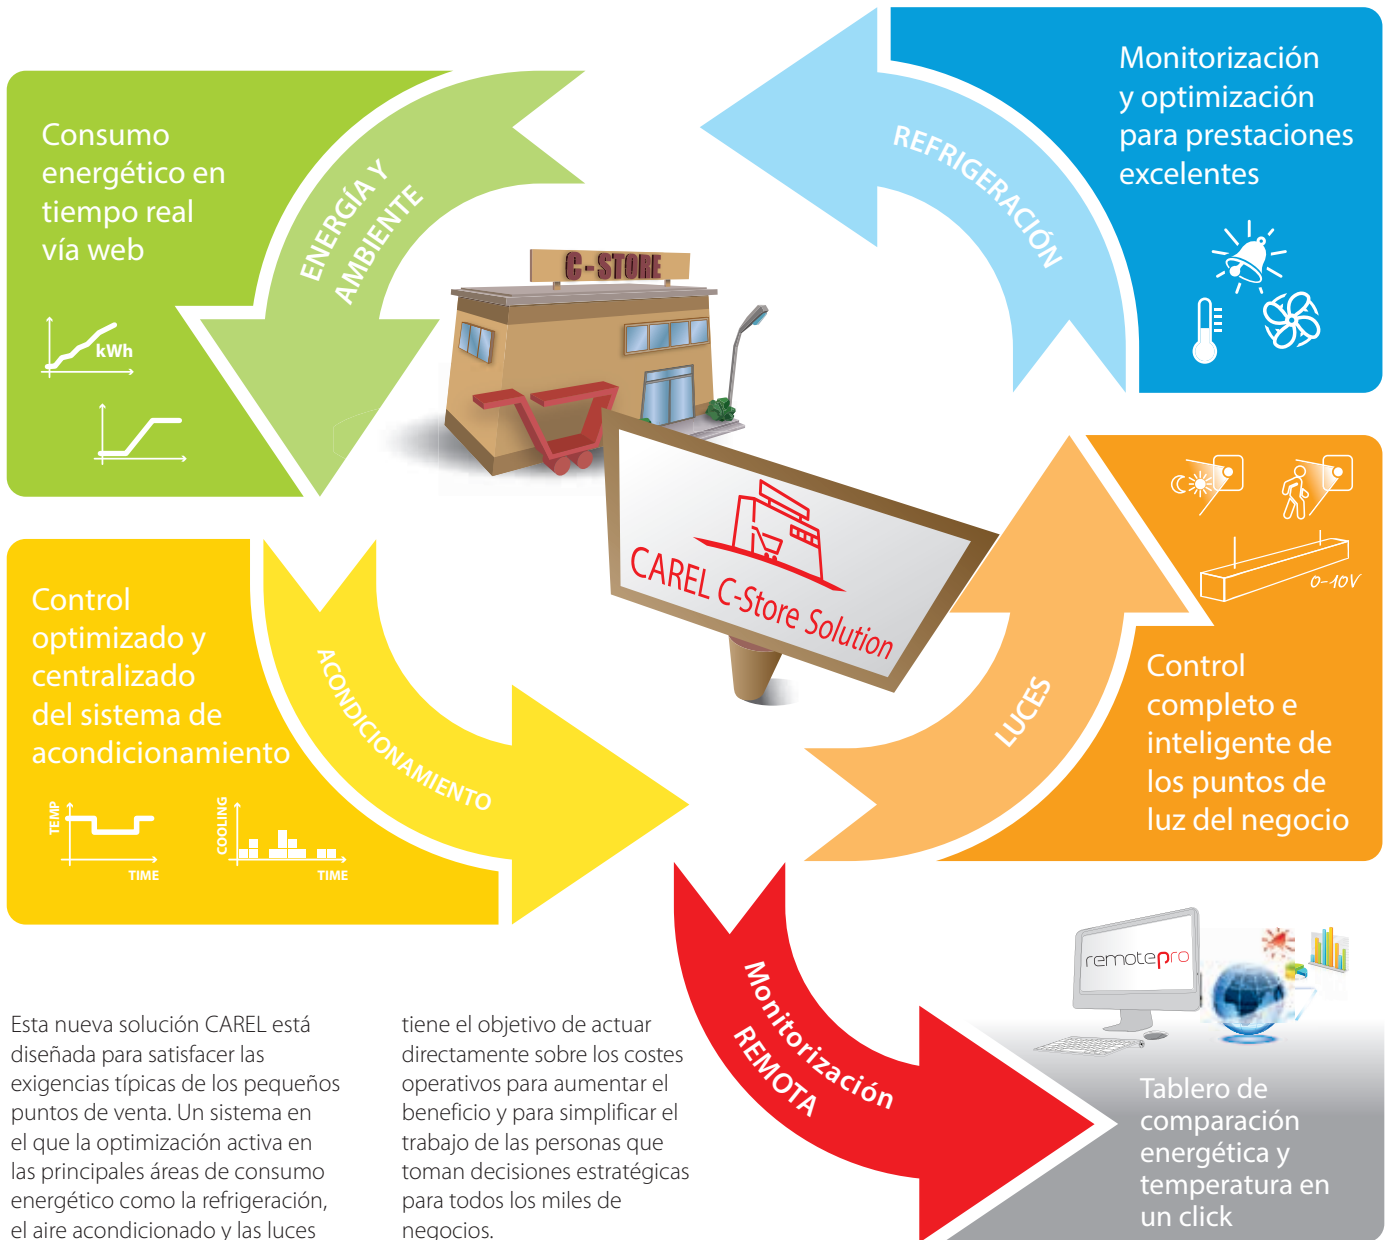 Consumo
energético en
tiempo real
vía web
kWh
ENERGÍA Y
AMBIENTE
Monitorización
y optimización
para prestaciones
excelentes
REFRIGERACIÓN
C-STORE
CAREL C-Store Solution
Control
optimizado y
centralizado
del sistema de
acondicionamiento
TEMP
TIME
COOLING
TIME
ACONDICIONAMIENTO
0-10V
Control
completo e
inteligente de
los puntos de
luz del negocio
LUCES
Monitorización
REMOTA
remotepro
Tablero de
comparación
energética y
temperatura en
un click
Esta nueva solución CAREL está
diseñada para satisfacer las
exigencias típicas de los pequeños
puntos de venta. Un sistema en
el que la optimización activa en
las principales áreas de consumo
energético como la refrigeración,
el aire acondicionado y las luces
tiene el objetivo de actuar
directamente sobre los costes
operativos para aumentar el
beneficio y para simplificar el
trabajo de las personas que
toman decisiones estratégicas
para todos los miles de
negocios.